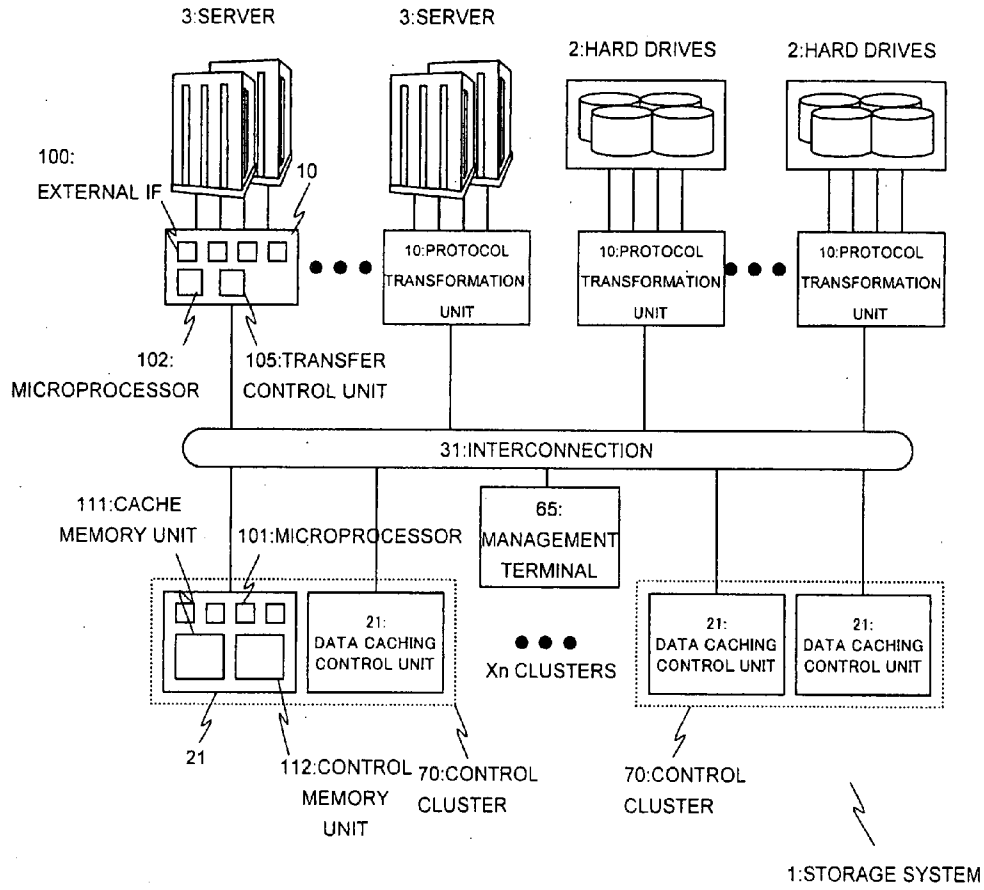 3:SERVER
3:SERVER
2:HARD DRIVES
2:HARD DRIVES
100:
EXTERNAL IF
10
10:PROTOCOL
TRANSFORMATION
UNIT
10:PROTOCOL
TRANSFORMATION
UNIT
10:PROTOCOL
TRANSFORMATION
UNIT
102:
MICROPROCESSOR
105:TRANSFER
CONTROL UNIT
31:INTERCONNECTION
111:CACHE
MEMORY UNIT
101:MICROPROCESSOR
65:
MANAGEMENT
TERMINAL
21:
DATA CACHING
CONTROL UNIT
Xn CLUSTERS
21:
DATA CACHING
CONTROL UNIT
21:
DATA CACHING
CONTROL UNIT
21
112:CONTROL
MEMORY
UNIT
70:CONTROL
CLUSTER
70:CONTROL
CLUSTER
1:STORAGE SYSTEM